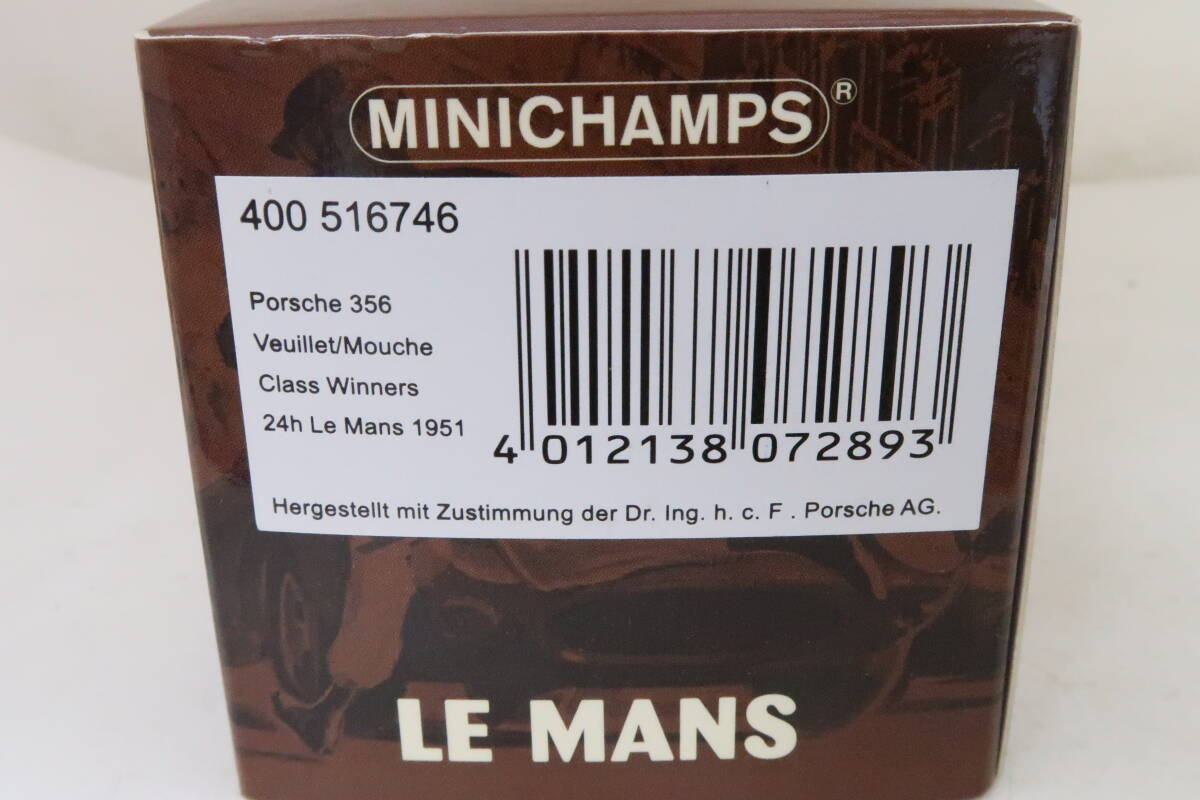 MINICHAMPS®
400 516746
Porsche 356
Veuillet/Mouche
Class Winners
24h Le Mans 1951
4 012138 072893
Hergestellt mit Zustimmung der Dr. Ing. h. c. F . Porsche AG.
LE MANS